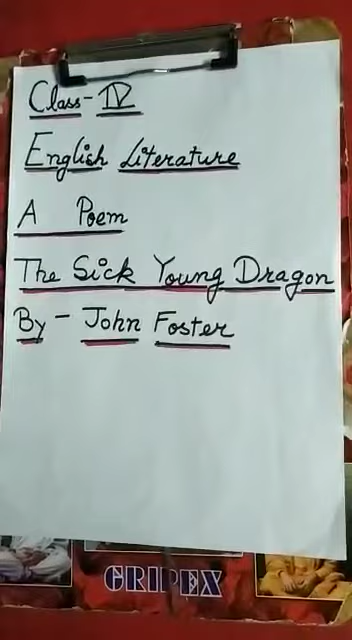 Class- IV
English Literature
A Poem
The Sick Young Dragon
By - John Foster
GRIPEX